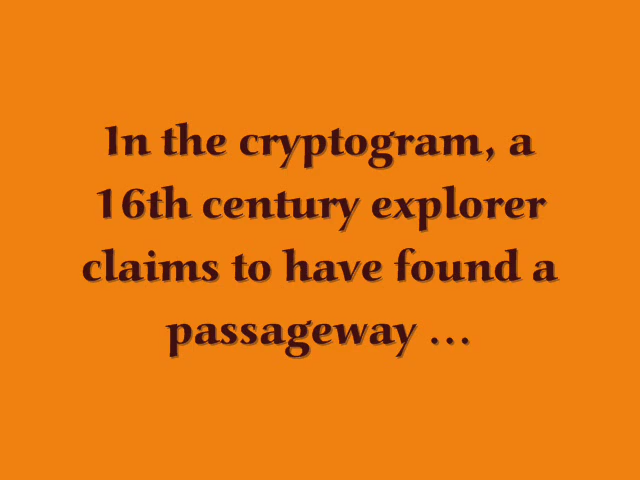 In the cryptogram, a
16th century explorer
claims to have found a
passageway ...